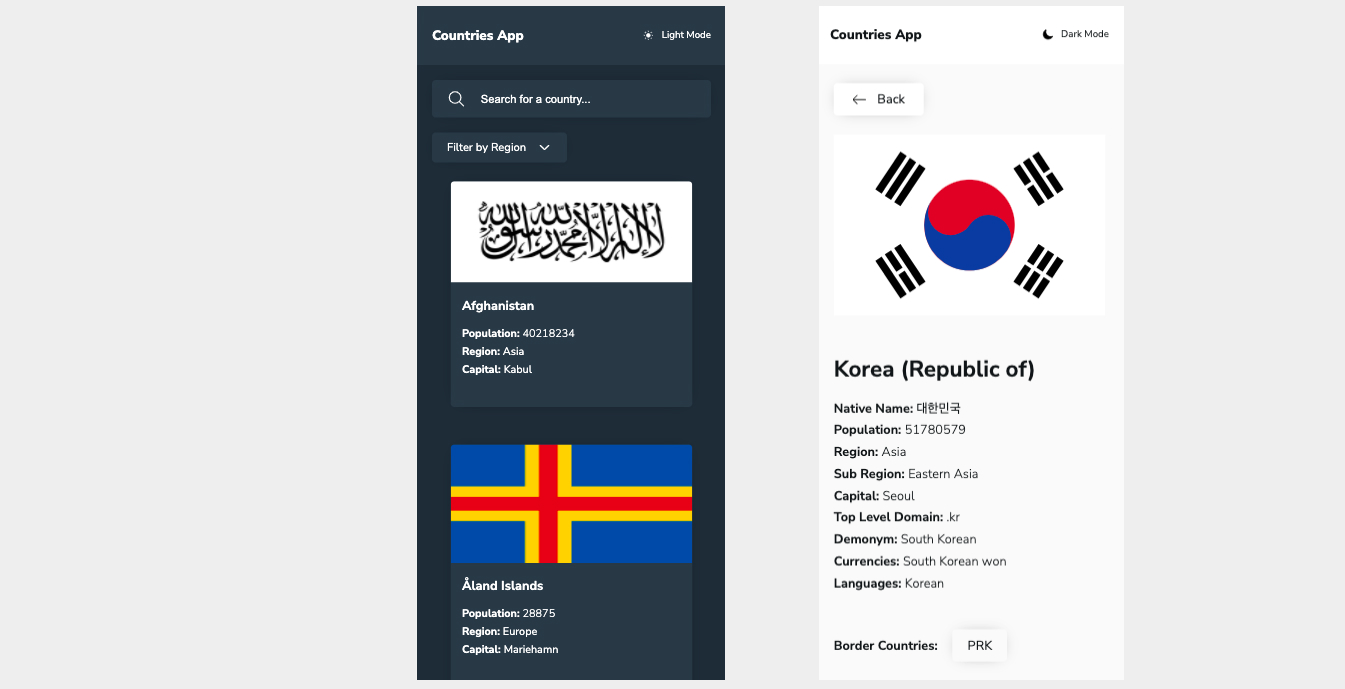 Countries App
Light Mode
Search for a country...
Filter by Region
لا إله إلا الله محمد رسول الله
Afghanistan
Population: 40218234
Region: Asia
Capital: Kabul
Åland Islands
Population: 28875
Region: Europe
Capital: Mariehamn
Countries App
Dark Mode
Back
Korea (Republic of)
Native Name: 대한민국
Population: 51780579
Region: Asia
Sub Region: Eastern Asia
Capital: Seoul
Top Level Domain: .kr
Demonym: South Korean
Currencies: South Korean won
Languages: Korean
Border Countries: PRK